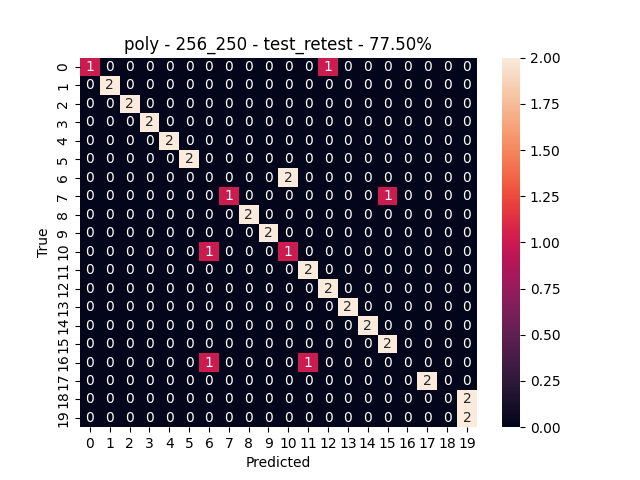 poly - 256_250 - test_retest - 77.50%
True
0 1 0 0 0 0 0 0 0 0 0 0 0 1 0 0 0 0 0 0 0
1 0 2 0 0 0 0 0 0 0 0 0 0 0 0 0 0 0 0 0 0
2 0 0 2 0 0 0 0 0 0 0 0 0 0 0 0 0 0 0 0 0
3 0 0 0 2 0 0 0 0 0 0 0 0 0 0 0 0 0 0 0 0
4 0 0 0 0 2 0 0 0 0 0 0 0 0 0 0 0 0 0 0 0
5 0 0 0 0 0 2 0 0 0 0 0 0 0 0 0 0 0 0 0 0
6 0 0 0 0 0 0 0 0 0 0 2 0 0 0 0 0 0 0 0 0
7 0 0 0 0 0 0 0 1 0 0 0 0 0 0 0 1 0 0 0 0
8 0 0 0 0 0 0 0 0 2 0 0 0 0 0 0 0 0 0 0 0
9 0 0 0 0 0 0 0 0 0 2 0 0 0 0 0 0 0 0 0 0
10 0 0 0 0 0 0 1 0 0 0 1 0 0 0 0 0 0 0 0 0
11 0 0 0 0 0 0 0 0 0 0 0 2 0 0 0 0 0 0 0 0
12 0 0 0 0 0 0 0 0 0 0 0 0 2 0 0 0 0 0 0 0
13 0 0 0 0 0 0 0 0 0 0 0 0 0 2 0 0 0 0 0 0
14 0 0 0 0 0 0 0 0 0 0 0 0 0 0 2 0 0 0 0 0
15 0 0 0 0 0 0 0 0 0 0 0 0 0 0 0 2 0 0 0 0
16 0 0 0 0 0 0 1 0 0 0 0 1 0 0 0 0 0 0 0 0
17 0 0 0 0 0 0 0 0 0 0 0 0 0 0 0 0 0 2 0 0
18 0 0 0 0 0 0 0 0 0 0 0 0 0 0 0 0 0 0 0 2
19 0 0 0 0 0 0 0 0 0 0 0 0 0 0 0 0 0 0 0 2
0 1 2 3 4 5 6 7 8 9 10 11 12 13 14 15 16 17 18 19
Predicted
2.00
1.75
1.50
1.25
1.00
0.75
0.50
0.25
0.00